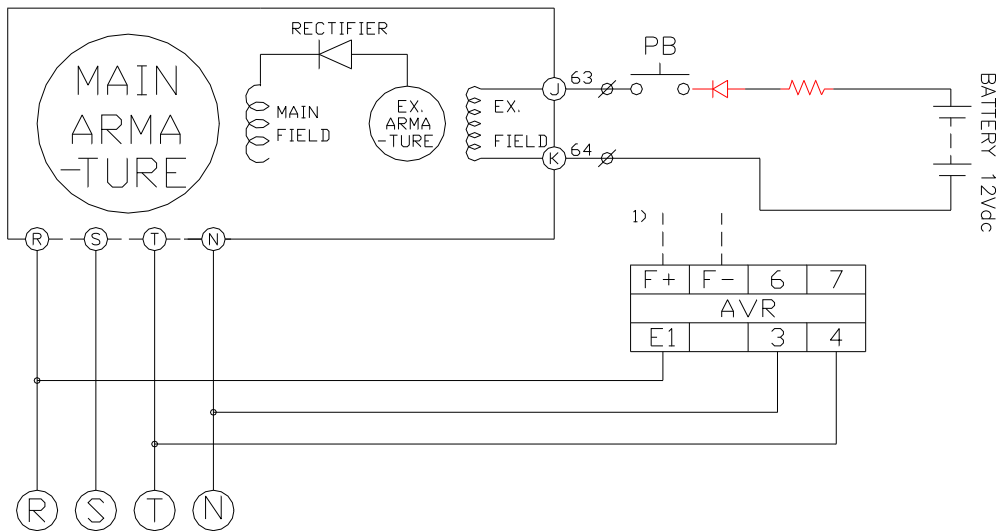 RECTIFIER
PB
MAIN
ARMA
-TURE
MAIN
FIELD
EX.
ARMA
-TURE
EX.
FIELD
J
63
K
64
BATTERY 12Vdc
R
S
T
N
1)
F+
F-
6
7
AVR
E1
3
4
R
S
T
N